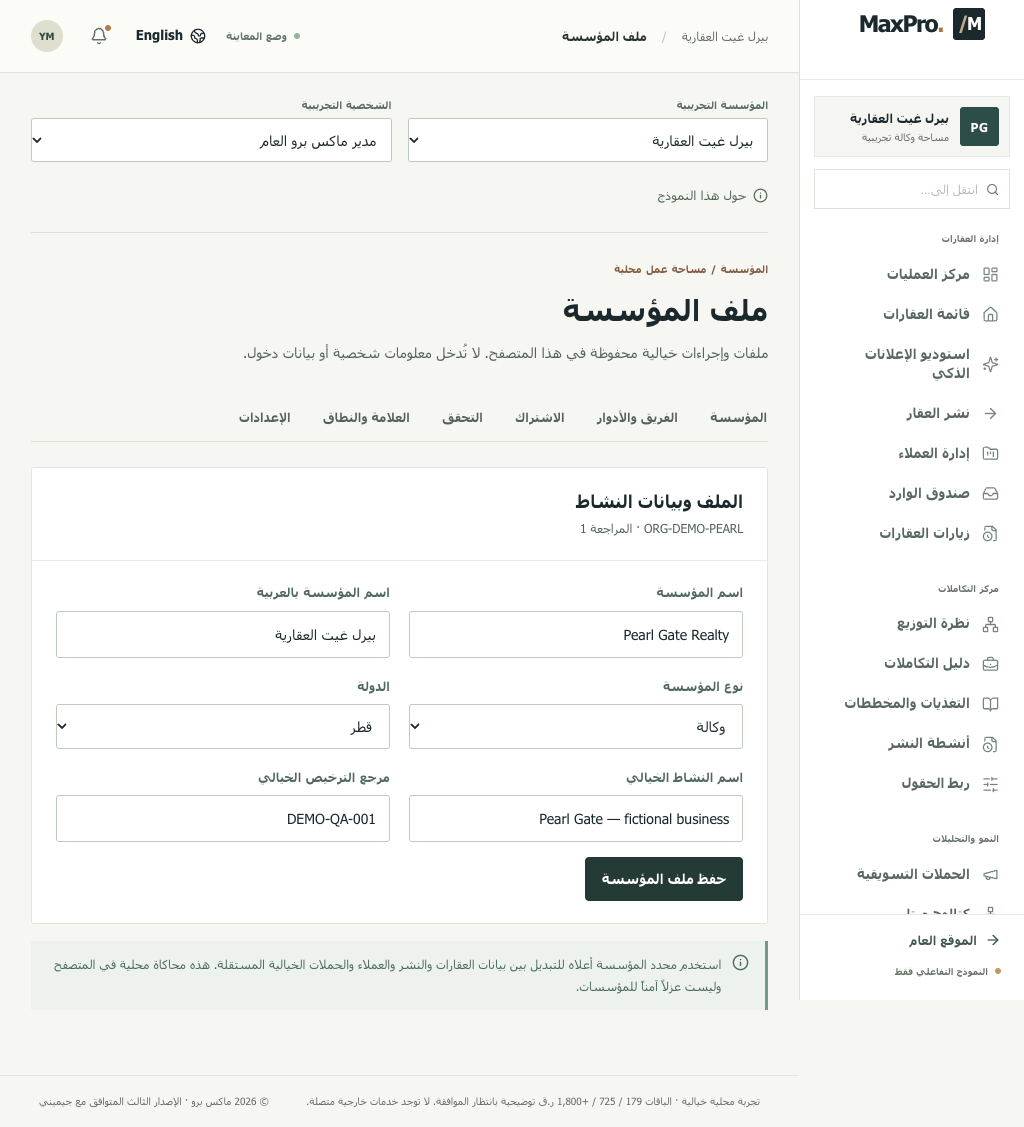 MaxPro.
/M
بيرل غيت العقارية / ملف المؤسسة
وضع المعاينة
English
YM
PG
بيرل غيت العقارية
مساحة وكالة تجريبية
انتقل إلى...
إدارة العقارات
مركز العمليات
قائمة العقارات
استوديو الإعلانات
الذكي
نشر العقار
إدارة العملاء
صندوق الوارد
زيارات العقارات
مركز التكاملات
نظرة التوزيع
دليل التكاملات
التغذيات والمخططات
أنشطة النشر
ربط الحقول
النمو والتحليلات
الحملات التسويقية
الموقع العام
النموذج التفاعلي فقط
المؤسسة التجريبية
بيرل غيت العقارية
الشخصية التجريبية
مدير ماكس برو العام
حول هذا النموذج
المؤسسة / مساحة عمل محلية
ملف المؤسسة
ملفات وإجراءات خيالية محفوظة في هذا المتصفح. لا تُدخل معلومات شخصية أو بيانات دخول.
المؤسسة
الفريق والأدوار
الاشتراك
التحقق
العلامة والنطاق
الإعدادات
الملف وبيانات النشاط
ORG-DEMO-PEARL · المراجعة 1
اسم المؤسسة
Pearl Gate Realty
اسم المؤسسة بالعربية
بيرل غيت العقارية
نوع المؤسسة
وكالة
الدولة
قطر
اسم النشاط الخيالي
Pearl Gate — fictional business
مرجع الترخيص الخيالي
DEMO-QA-001
حفظ ملف المؤسسة
استخدم محدد المؤسسة أعلاه للتبديل بين بيانات العقارات والنشر والعملاء والحملات الخيالية المستقلة. هذه محاكاة محلية في المتصفح
وليست عزلاً آمناً للمؤسسات.
تجربة محلية خيالية · الباقات 179 / 725 / 1,800+ ر.ق توضيحية بانتظار الموافقة. لا توجد خدمات خارجية متصلة.
© 2026 ماكس برو · الإصدار الثالث المتوافق مع جيميني